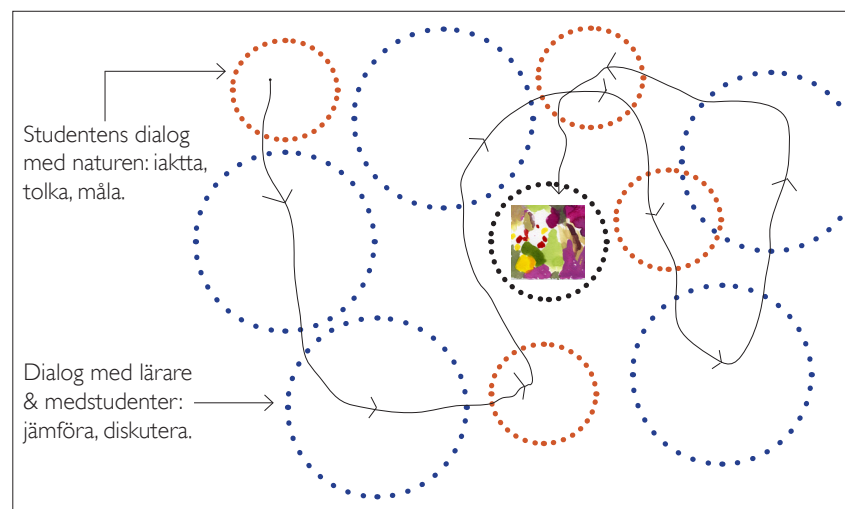 Studentens dialog
med naturen: iaktta,
tolka, måla.
Dialog med lärare
& medstudenter:
jämföra, diskutera.